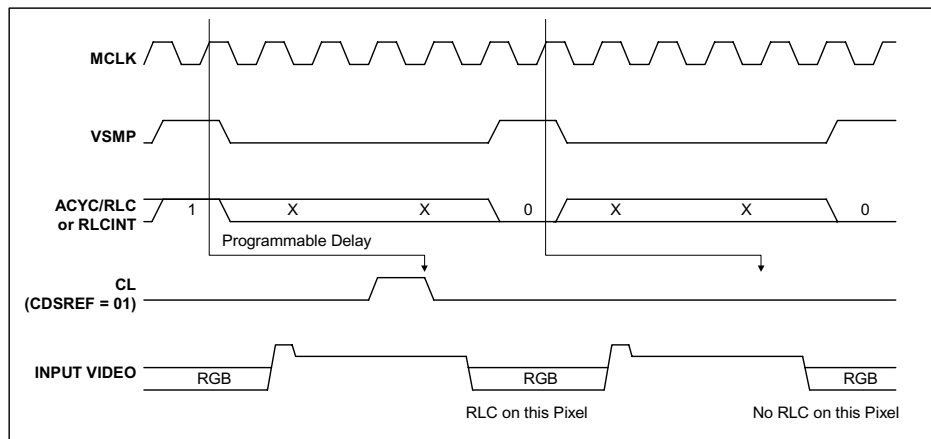 MCLK
VSMP
ACYC/RLC
or RLCINT
1 X X 0 X X 0
Programmable Delay
CL
(CDSREF = 01)
INPUT VIDEO
RGB RGB RGB
RLC on this Pixel No RLC on this Pixel